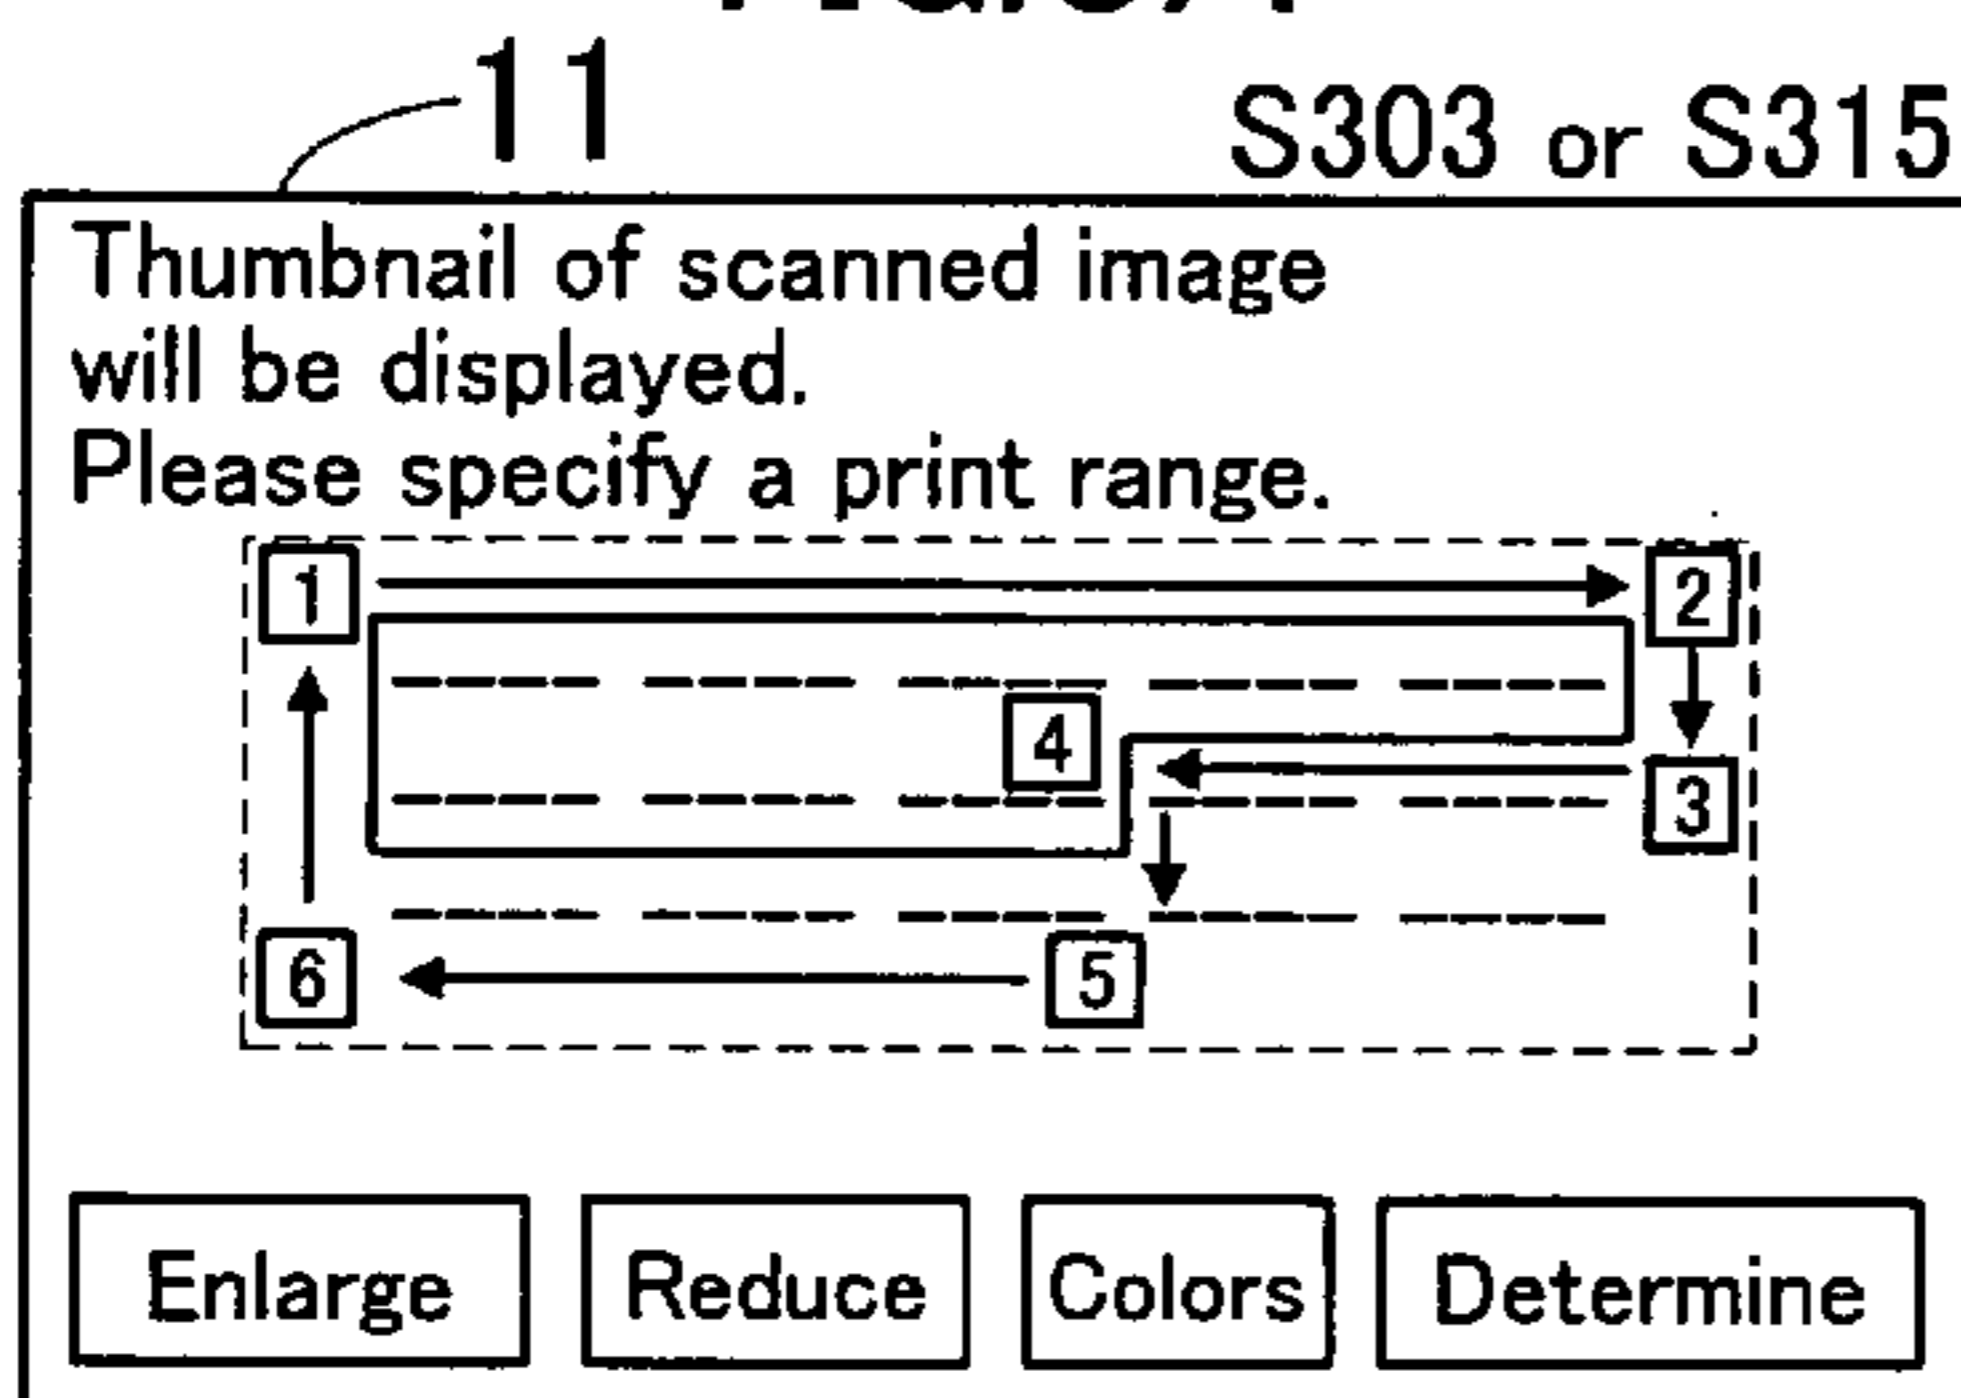 11
S303 or S315
Thumbnail of scanned image
will be displayed.
Please specify a print range.
1 2
4
3
6 5
Enlarge Reduce Colors Determine